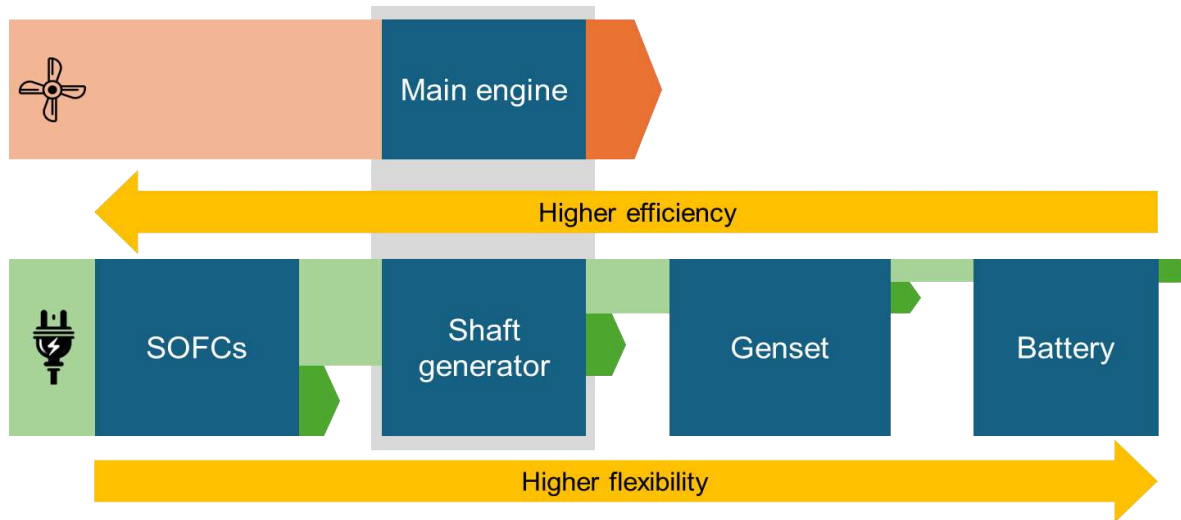 Main engine
Higher efficiency
SOFCs
Shaft
generator
Genset
Battery
Higher flexibility